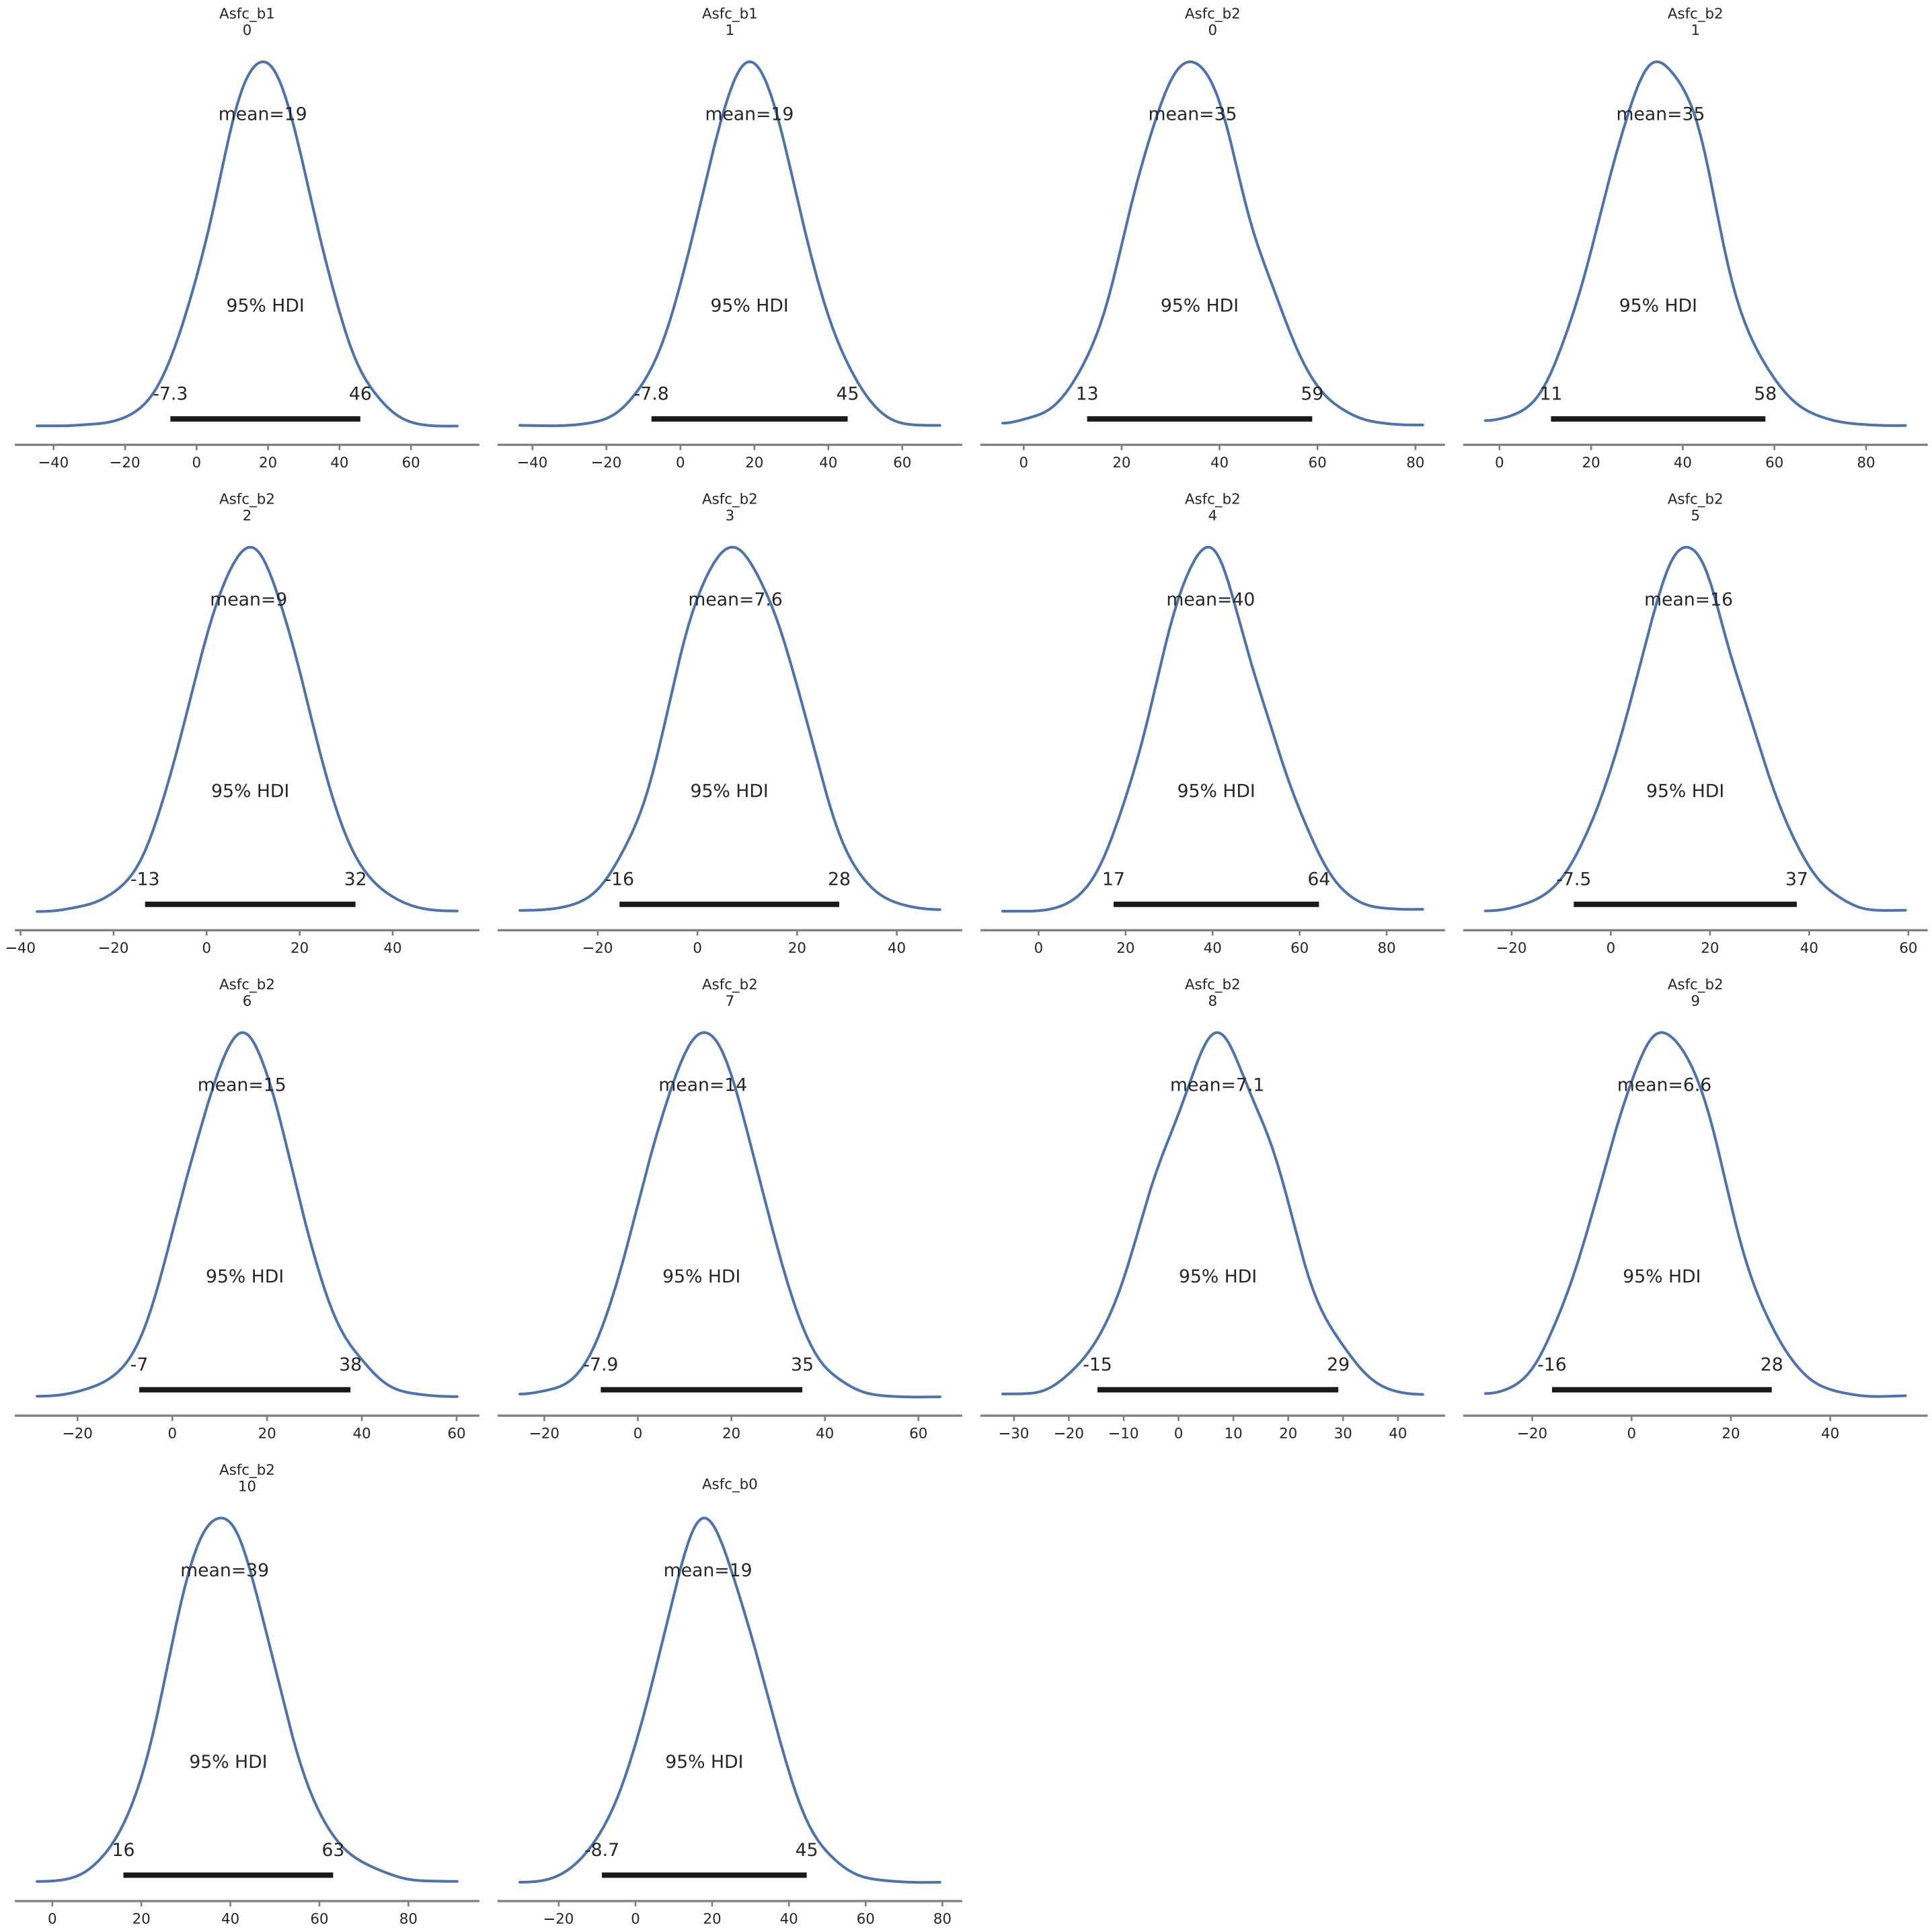 Asfc_b1
0
mean=19
95% HDI
-7.3 46
−40 −20 0 20 40 60
Asfc_b1
1
mean=19
95% HDI
-7.8 45
−40 −20 0 20 40 60
Asfc_b2
0
mean=35
95% HDI
13 59
0 20 40 60 80
Asfc_b2
1
mean=35
95% HDI
11 58
0 20 40 60 80
Asfc_b2
2
mean=9
95% HDI
-13 32
−40 −20 0 20 40
Asfc_b2
3
mean=7.6
95% HDI
-16 28
−20 0 20 40
Asfc_b2
4
mean=40
95% HDI
17 64
0 20 40 60 80
Asfc_b2
5
mean=16
95% HDI
-7.5 37
−20 0 20 40 60
Asfc_b2
6
mean=15
95% HDI
-7 38
−20 0 20 40 60
Asfc_b2
7
mean=14
95% HDI
-7.9 35
−20 0 20 40 60
Asfc_b2
8
mean=7.1
95% HDI
-15 29
−30 −20 −10 0 10 20 30 40
Asfc_b2
9
mean=6.6
95% HDI
-16 28
−20 0 20 40
Asfc_b2
10
mean=39
95% HDI
16 63
0 20 40 60 80
Asfc_b0
mean=19
95% HDI
-8.7 45
−20 0 20 40 60 80